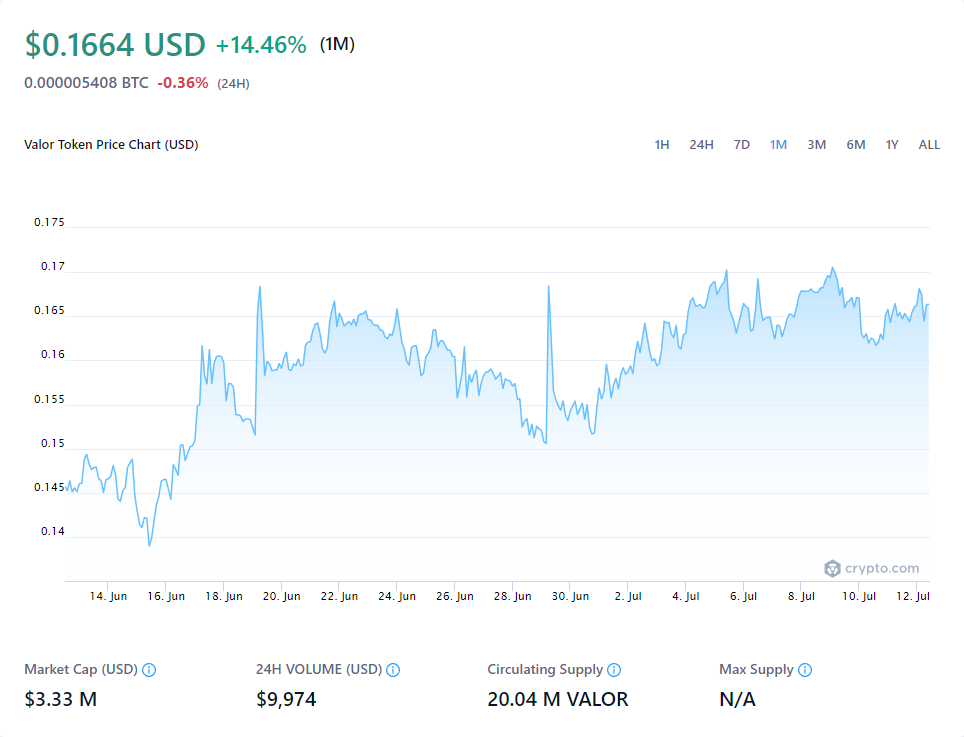 $0.1664 USD +14.46% (1M)
0.000005408 BTC -0.36% (24H)
Valor Token Price Chart (USD)
1H 24H 7D 1M 3M 6M 1Y ALL
0.175
0.17
0.165
0.16
0.155
0.15
0.145
0.14
crypto.com
14. Jun 16. Jun 18. Jun 20. Jun 22. Jun 24. Jun 26. Jun 28. Jun 30. Jun 2. Jul 4. Jul 6. Jul 8. Jul 10. Jul 12. Jul
Market Cap (USD) 24H VOLUME (USD) Circulating Supply Max Supply
$3.33 M $9,974 20.04 M VALOR N/A